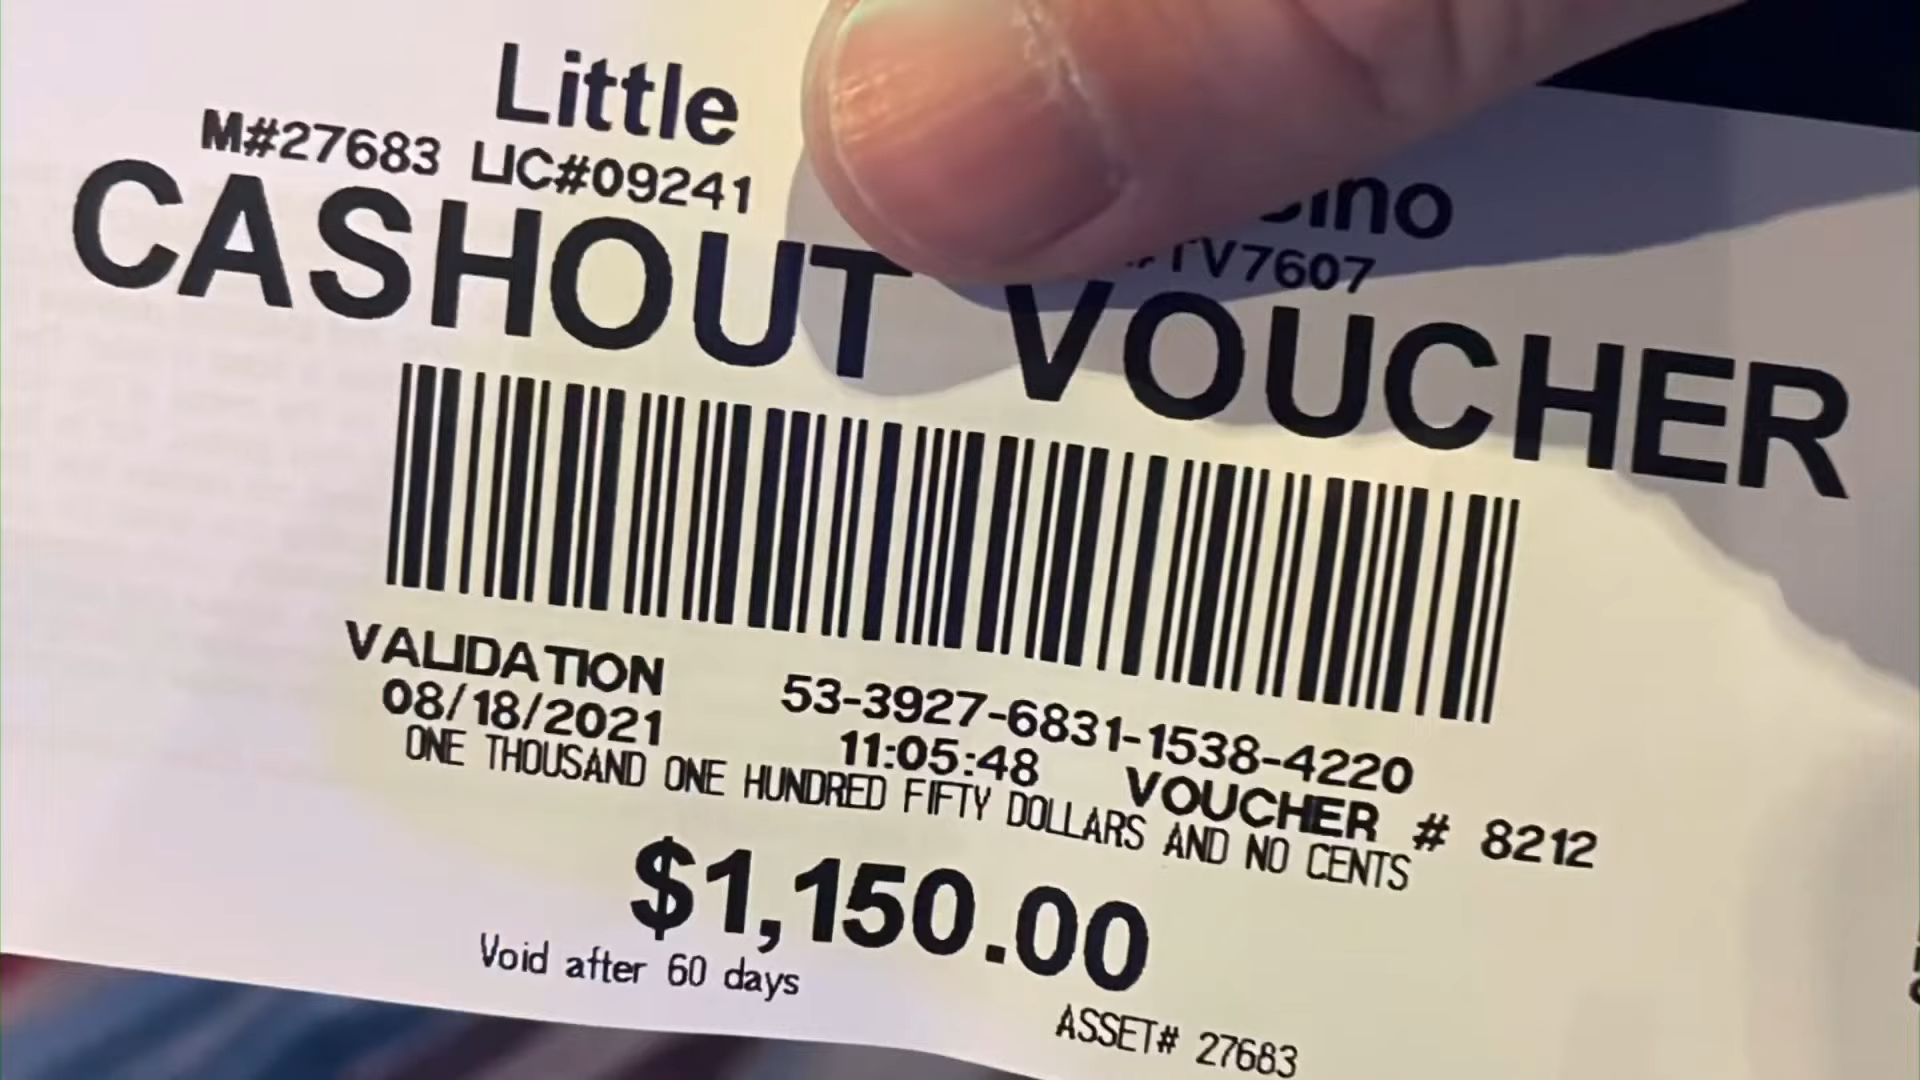 Little
M#27683 LIC#09241 TV7607
CASHOUT VOUCHER
VALIDATION 53-3927-6831-1538-4220
08/18/2021 11:05:48 VOUCHER # 8212
ONE THOUSAND ONE HUNDRED FIFTY DOLLARS AND NO CENTS
$1,150.00
Void after 60 days
ASSET# 27683